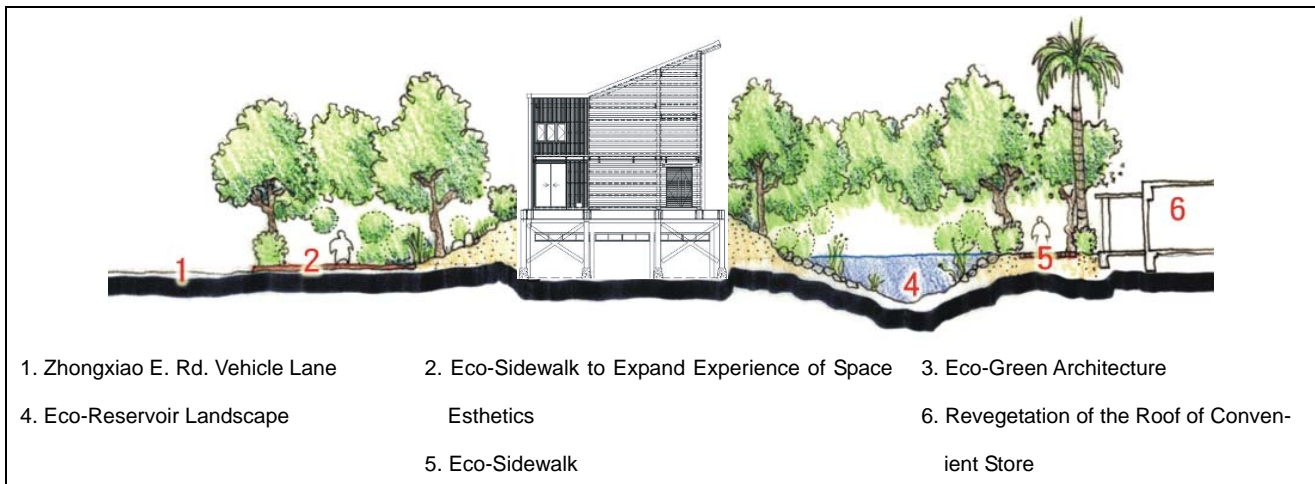 1
2
4
5
6
1. Zhongxiao E. Rd. Vehicle Lane
2. Eco-Sidewalk to Expand Experience of Space
Esthetics
3. Eco-Green Architecture
4. Eco-Reservoir Landscape
5. Eco-Sidewalk
6. Revegetation of the Roof of Conven-
ient Store